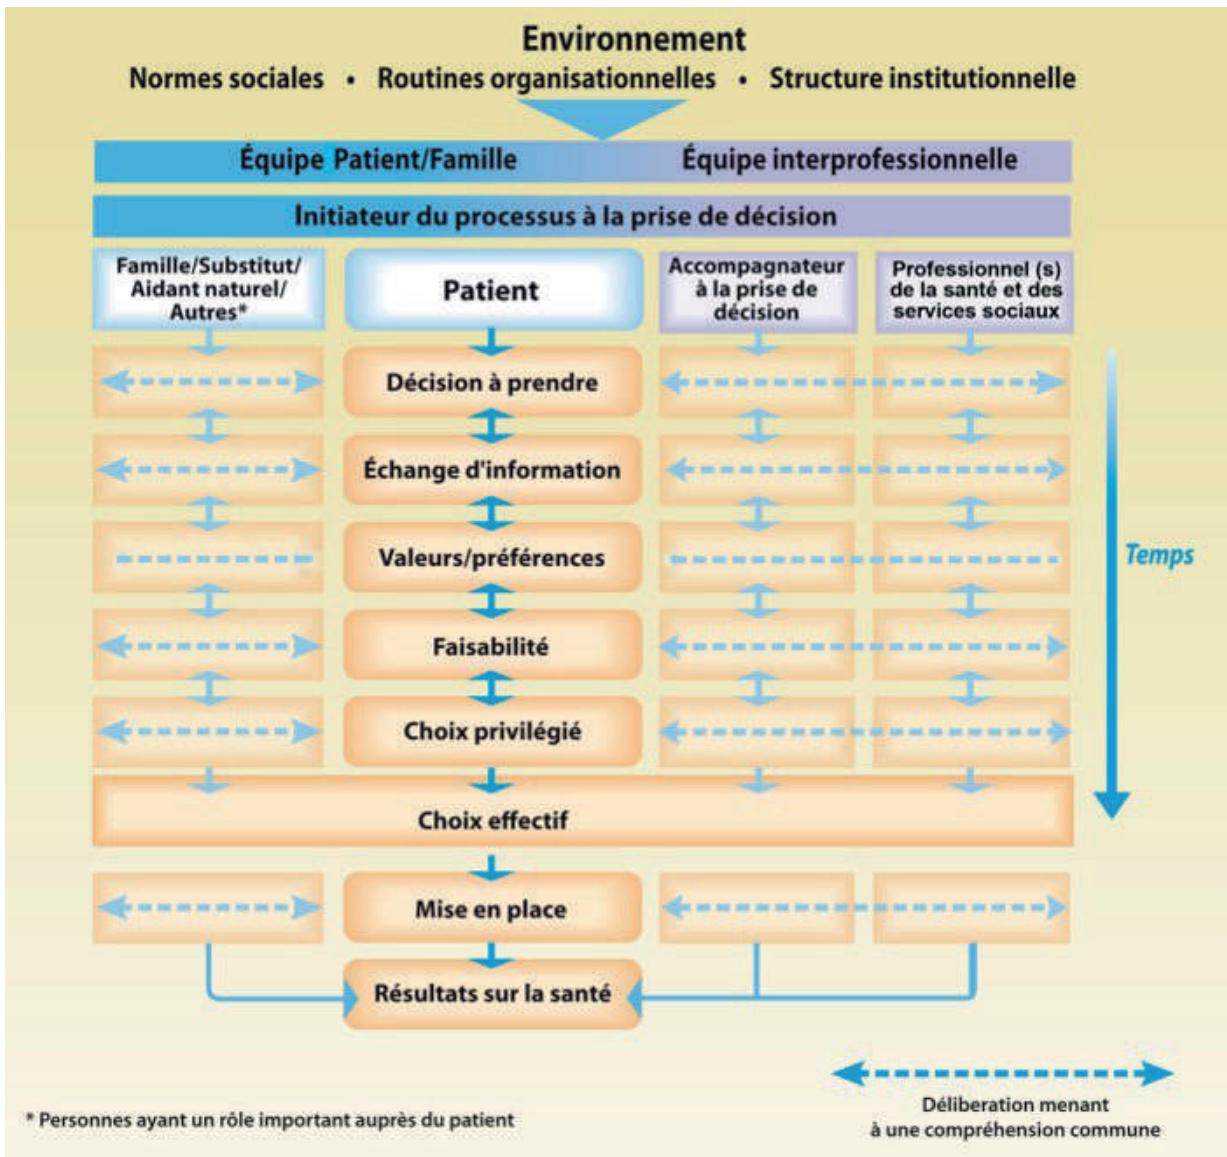 Environnement
Normes sociales • Routines organisationnelles • Structure institutionnelle
Équipe Patient/Famille
Équipe interprofessionnelle
Initiateur du processus à la prise de décision
Famille/Substitut/
Aidant naturel/
Autres*
Patient
Accompagnateur
à la prise de
décision
Professionnel (s)
de la santé et des
services sociaux
Décision à prendre
Échange d'information
Valeurs/préférences
Temps
Faisabilité
Choix privilégié
Choix effectif
Mise en place
Résultats sur la santé
* Personnes ayant un rôle important auprès du patient
Déliberation menant
à une compréhension commune